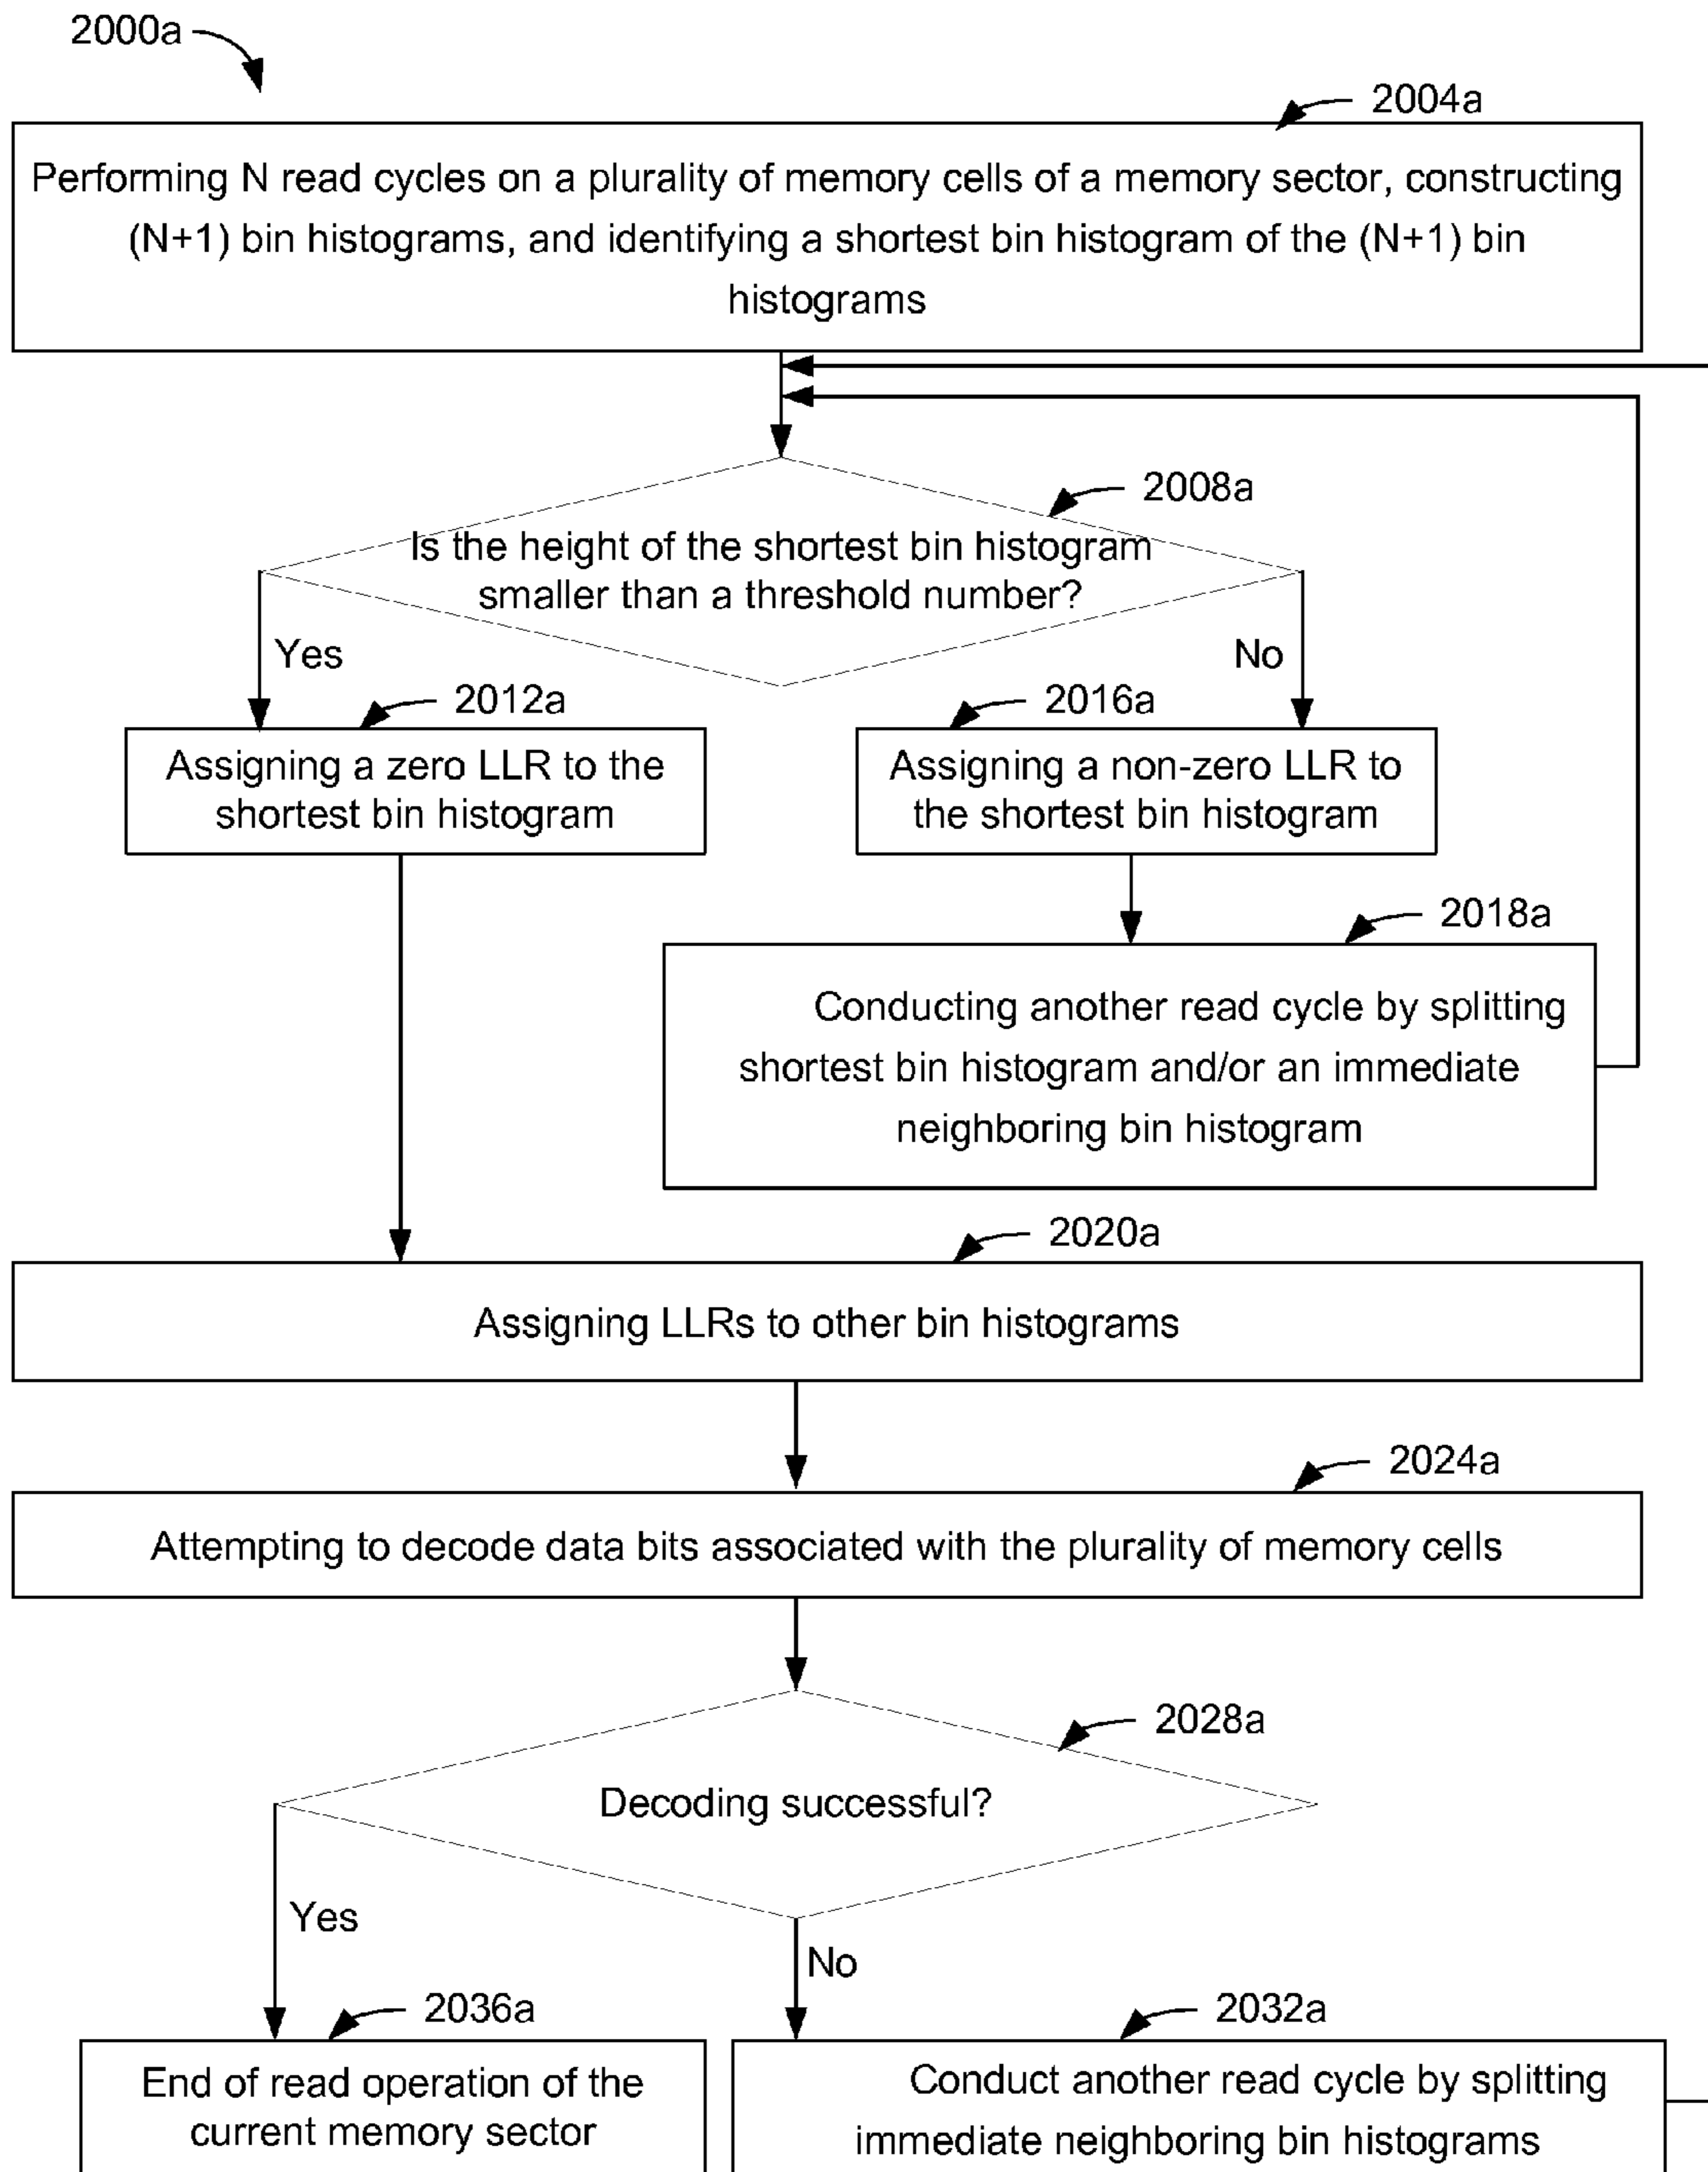 2000a
2004a
Performing N read cycles on a plurality of memory cells of a memory sector, constructing
(N+1) bin histograms, and identifying a shortest bin histogram of the (N+1) bin
histograms
2008a
Is the height of the shortest bin histogram
smaller than a threshold number?
Yes
No
2012a
2016a
Assigning a zero LLR to the
shortest bin histogram
Assigning a non-zero LLR to
the shortest bin histogram
2018a
Conducting another read cycle by splitting
shortest bin histogram and/or an immediate
neighboring bin histogram
2020a
Assigning LLRs to other bin histograms
2024a
Attempting to decode data bits associated with the plurality of memory cells
2028a
Decoding successful?
Yes
No
2036a
2032a
End of read operation of the
current memory sector
Conduct another read cycle by splitting
immediate neighboring bin histograms